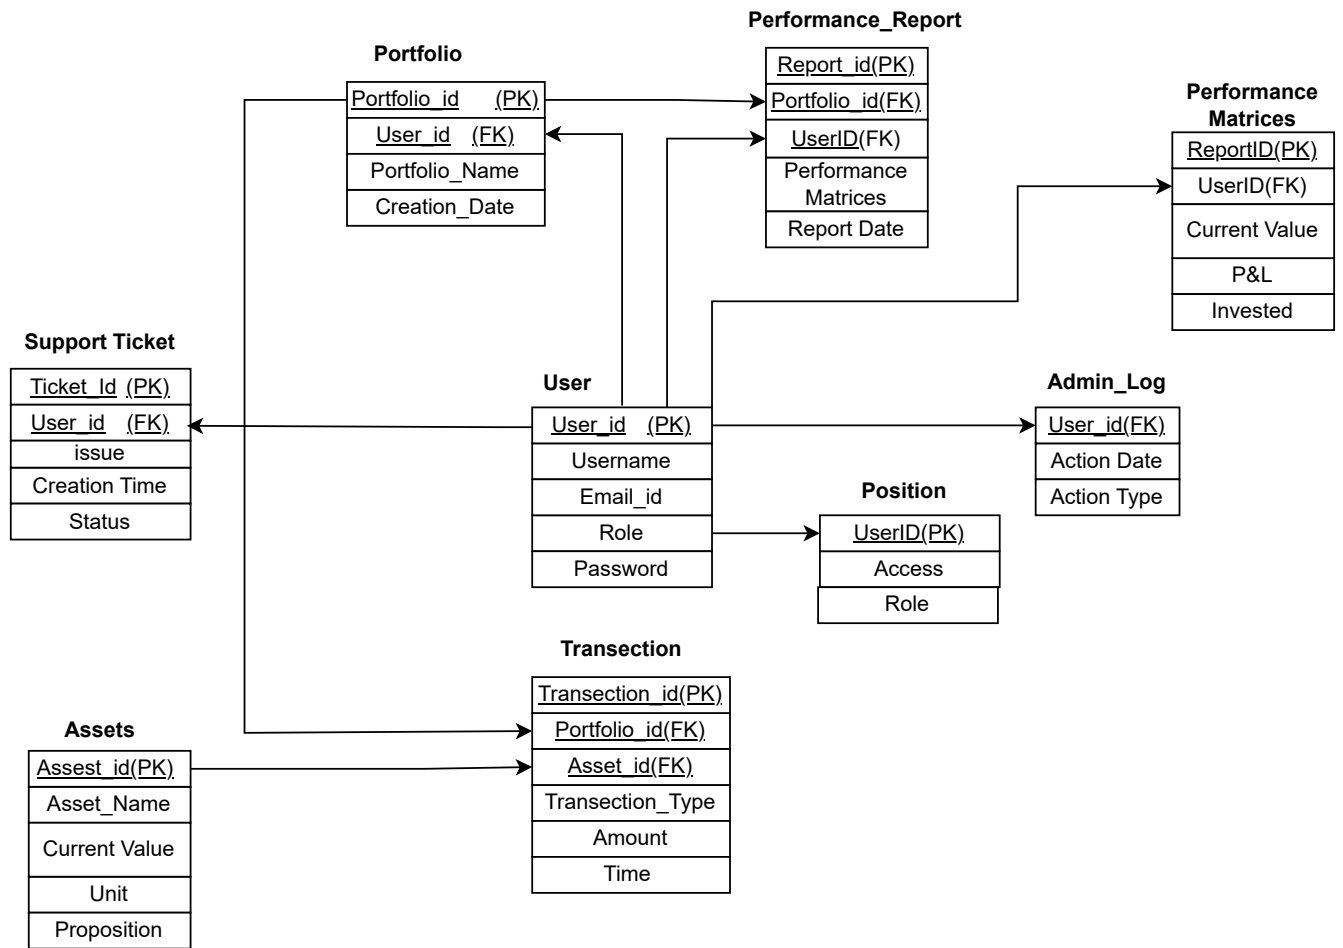 Performance_Report
Report_id(PK)
Portfolio_id(FK)
UserID(FK)
Performance
Matrices
Report Date
Portfolio
Portfolio_id (PK)
User_id (FK)
Portfolio_Name
Creation_Date
Performance
Matrices
ReportID(PK)
UserID(FK)
Current Value
P&L
Invested
Support Ticket
Ticket_Id (PK)
User_id (FK)
issue
Creation Time
Status
User
User_id (PK)
Username
Email_id
Role
Password
Admin_Log
User_id(FK)
Action Date
Action Type
Position
UserID(PK)
Access
Role
Transection
Transection_id(PK)
Portfolio_id(FK)
Asset_id(FK)
Transection_Type
Amount
Time
Assets
Assest_id(PK)
Asset_Name
Current Value
Unit
Proposition